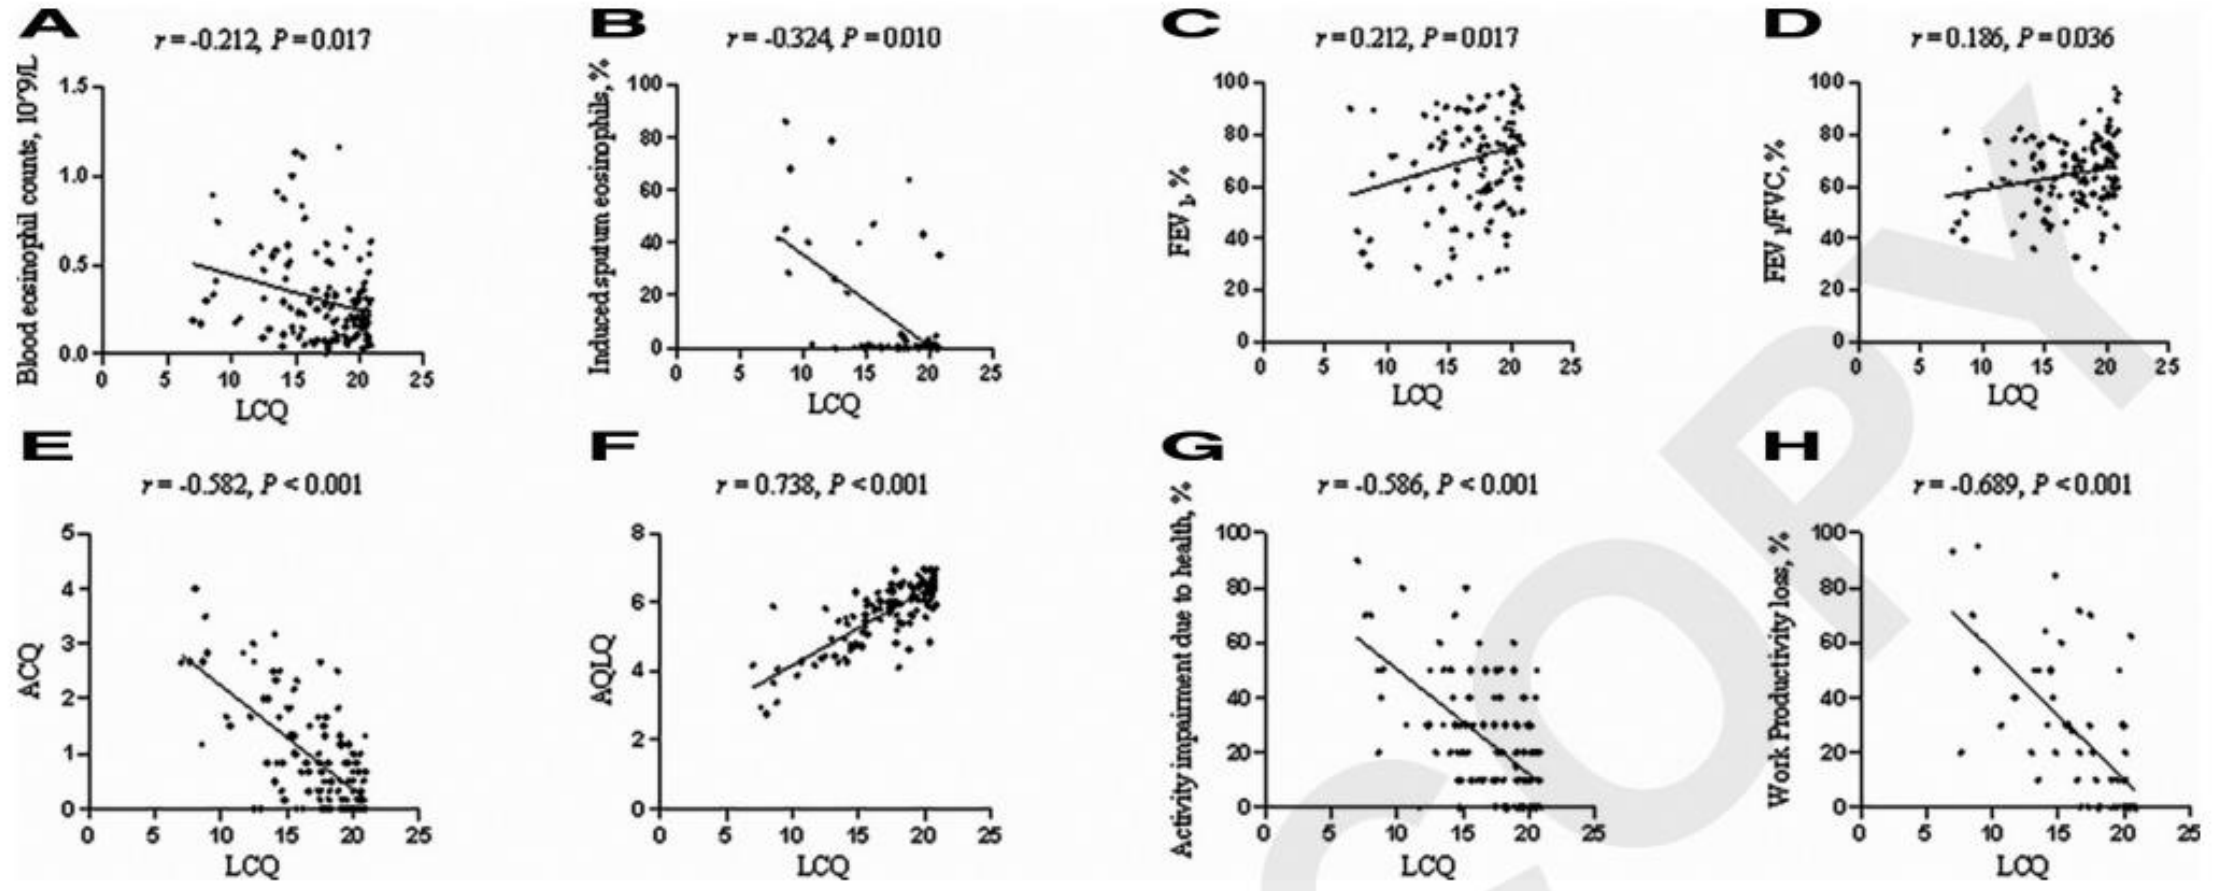 A
r = -0.212, P = 0.017
Blood eosinophil counts, 10^9/L
1.5
1.0
0.5
0.0
0 5 10 15 20 25
LCQ
B
r = -0.324, P = 0.010
Induced sputum eosinophils, %
100
80
60
40
20
0
0 5 10 15 20 25
LCQ
C
r = 0.212, P = 0.017
FEV1, %
100
80
60
40
20
0
0 5 10 15 20 25
LCQ
D
r = 0.186, P = 0.036
FEV1/FVC, %
100
80
60
40
20
0
0 5 10 15 20 25
LCQ
E
r = -0.582, P < 0.001
ACQ
5
4
3
2
1
0
0 5 10 15 20 25
LCQ
F
r = 0.738, P < 0.001
AQLQ
8
6
4
2
0
0 5 10 15 20 25
LCQ
G
r = -0.586, P < 0.001
Activity impairment due to health, %
100
80
60
40
20
0
0 5 10 15 20 25
LCQ
H
r = -0.689, P < 0.001
Work Productivity loss, %
100
80
60
40
20
0
0 5 10 15 20 25
LCQ
COPY